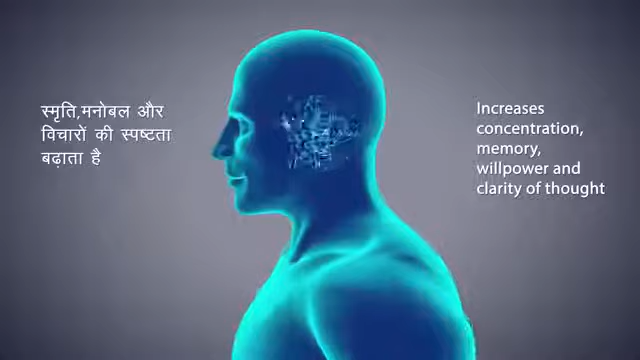 स्मृति,मनोबल और
विचारों की स्पष्टता
बढ़ाता है
Increases
concentration,
memory,
willpower and
clarity of thought